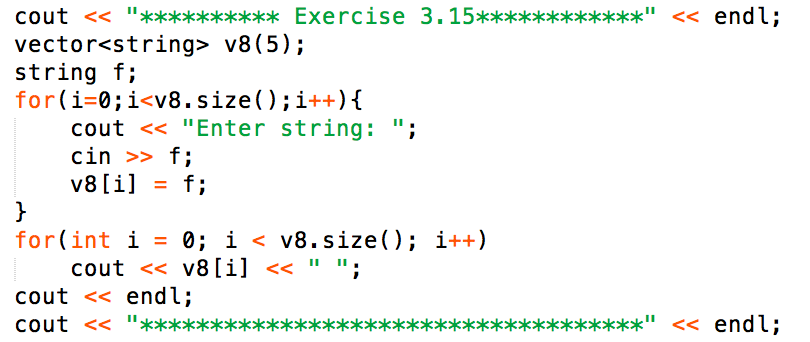 cout << "********** Exercise 3.15************" << endl;
vector<string> v8(5);
string f;
for(i=0;i<v8.size();i++){
    cout << "Enter string: ";
    cin >> f;
    v8[i] = f;
}
for(int i = 0; i < v8.size(); i++)
    cout << v8[i] << " ";
cout << endl;
cout << "************************************" << endl;